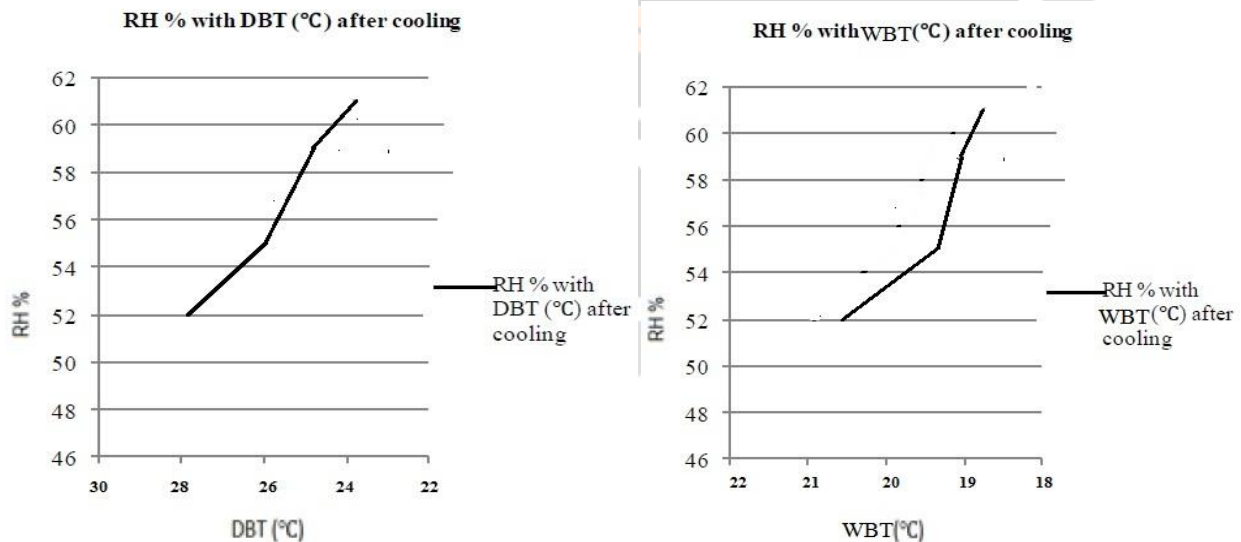 RH % with DBT (℃) after cooling
62
60
58
56
54
52
50
48
46
RH %
30 28 26 24 22
DBT (℃)
RH % with
DBT (℃) after
cooling
RH % with WBT(℃) after cooling
62
60
58
56
54
52
50
48
46
RH %
22 21 20 19 18
WBT(℃)
RH % with
WBT(℃) after
cooling